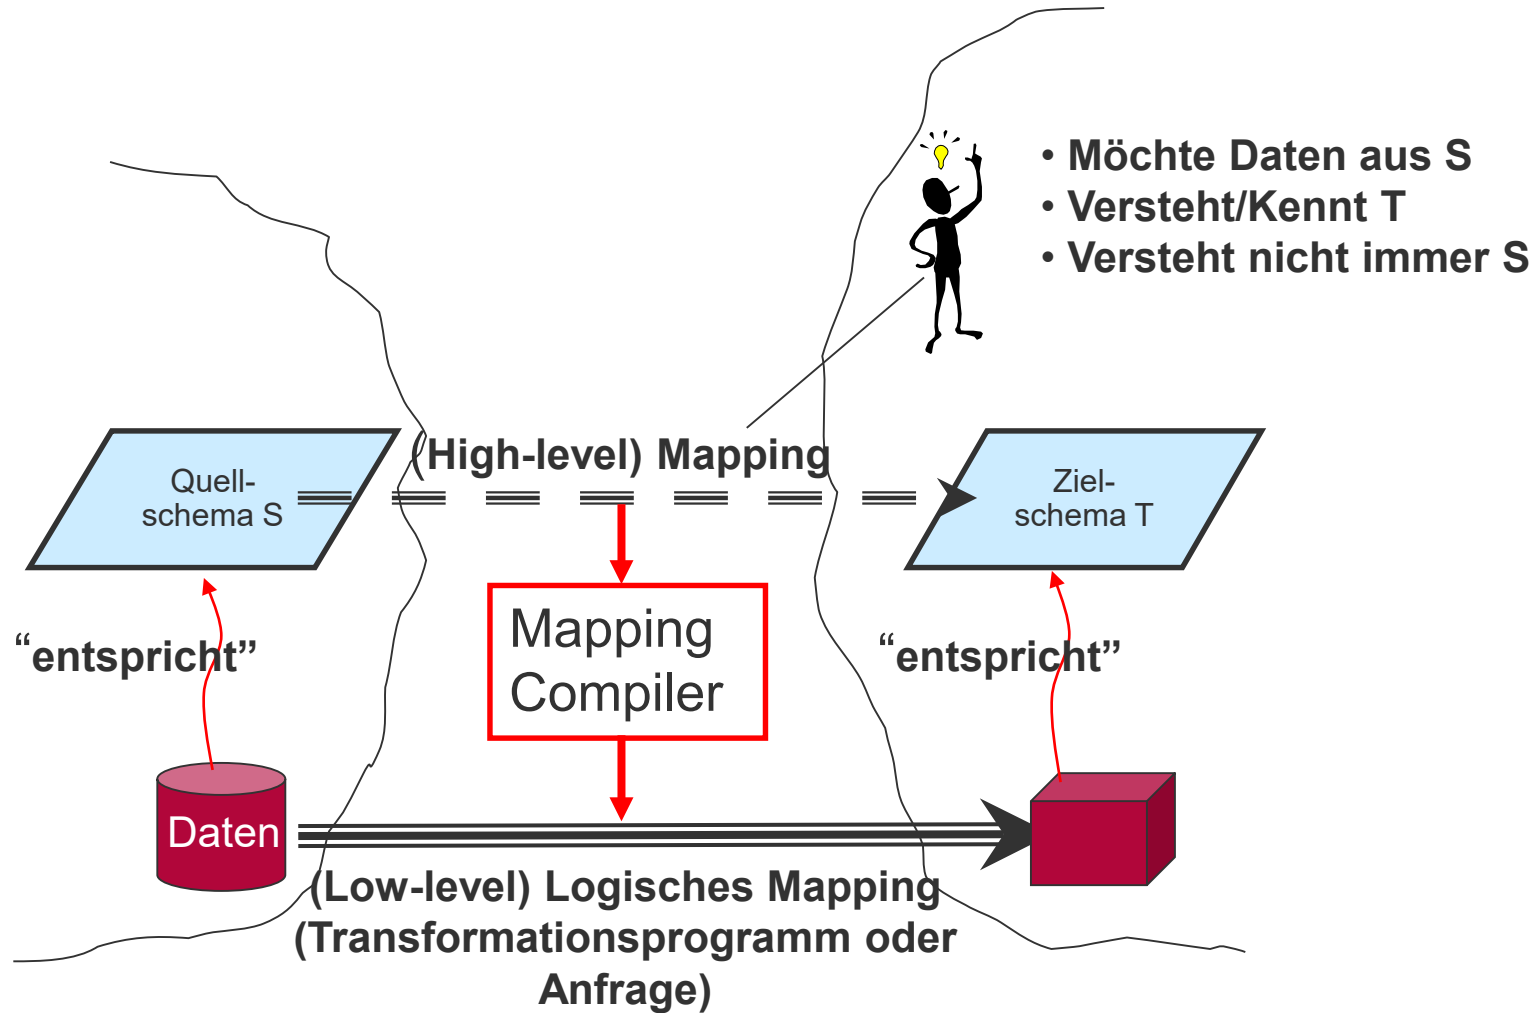 • Möchte Daten aus S
• Versteht/Kennt T
• Versteht nicht immer S
(High-level) Mapping
Quell-
schema S
Ziel-
schema T
Mapping
Compiler
“entspricht”
“entspricht”
Daten
(Low-level) Logisches Mapping
(Transformationsprogramm oder
Anfrage)